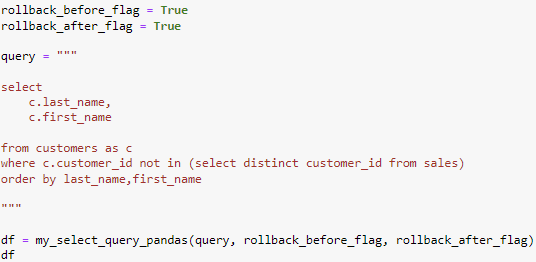 rollback_before_flag = True
rollback_after_flag = True
query = """
select
c.last_name,
c.first_name
from customers as c
where c.customer_id not in (select distinct customer_id from sales)
order by last_name,first_name
"""
df = my_select_query_pandas(query, rollback_before_flag, rollback_after_flag)
df